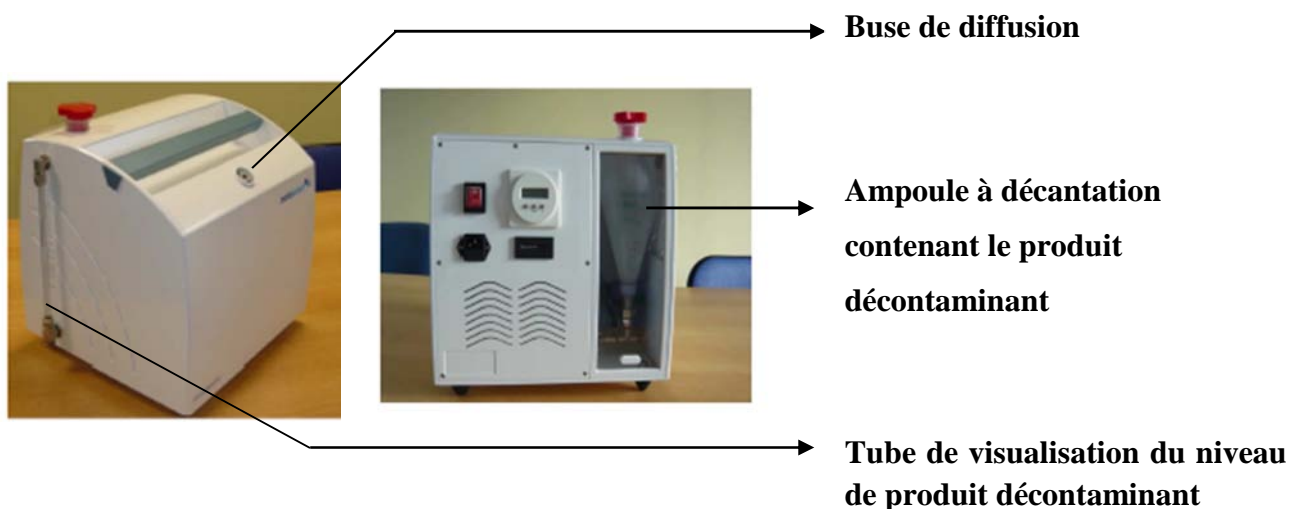 Buse de diffusion
Ampoule à décantation
contenant le produit
décontaminant
Tube de visualisation du niveau
de produit décontaminant